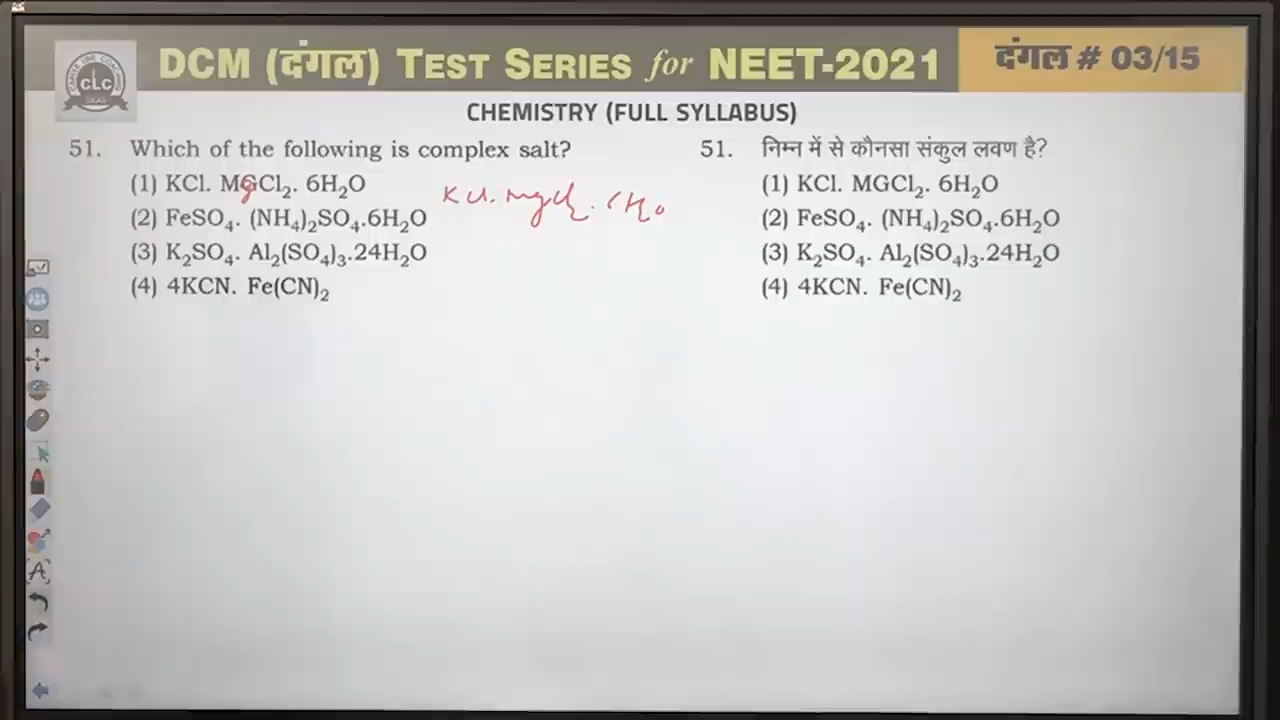 DCM (दंगल) TEST SERIES for NEET-2021
दंगल # 03/15
CLC
CHEMISTRY (FULL SYLLABUS)
51. Which of the following is complex salt?
(1) KCl. MgCl₂. 6H₂O
KCl. MgCl₂.
(2) FeSO₄. (NH₄)₂SO₄.6H₂O
(3) K₂SO₄. Al₂(SO₄)₃.24H₂O
(4) 4KCN. Fe(CN)₂
51. निम्न में से कौनसा संकुल लवण है?
(1) KCl. MGCl₂. 6H₂O
(2) FeSO₄. (NH₄)₂SO₄.6H₂O
(3) K₂SO₄. Al₂(SO₄)₃.24H₂O
(4) 4KCN. Fe(CN)₂